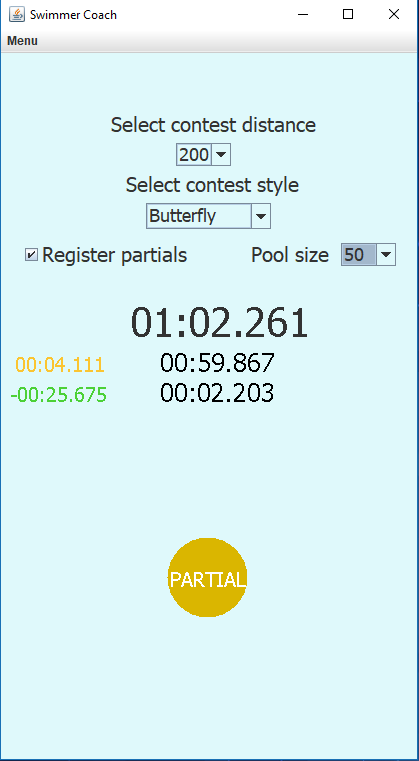 Swimmer Coach
Menu
Select contest distance
200
Select contest style
Butterfly
Register partials Pool size 50
01:02.261
00:04.111 00:59.867
-00:25.675 00:02.203
PARTIAL